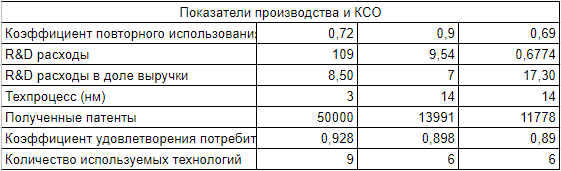 Показатели производства и КСО
Коэффициент повторного использования 0,72 0,9 0,69
R&D расходы 109 9,54 0,6774
R&D расходы в доле выручки 8,50 7 17,30
Техпроцесс (нм) 3 14 14
Полученные патенты 50000 13991 11778
Коэффициент удовлетворения потребит 0,928 0,898 0,89
Количество используемых технологий 9 6 6